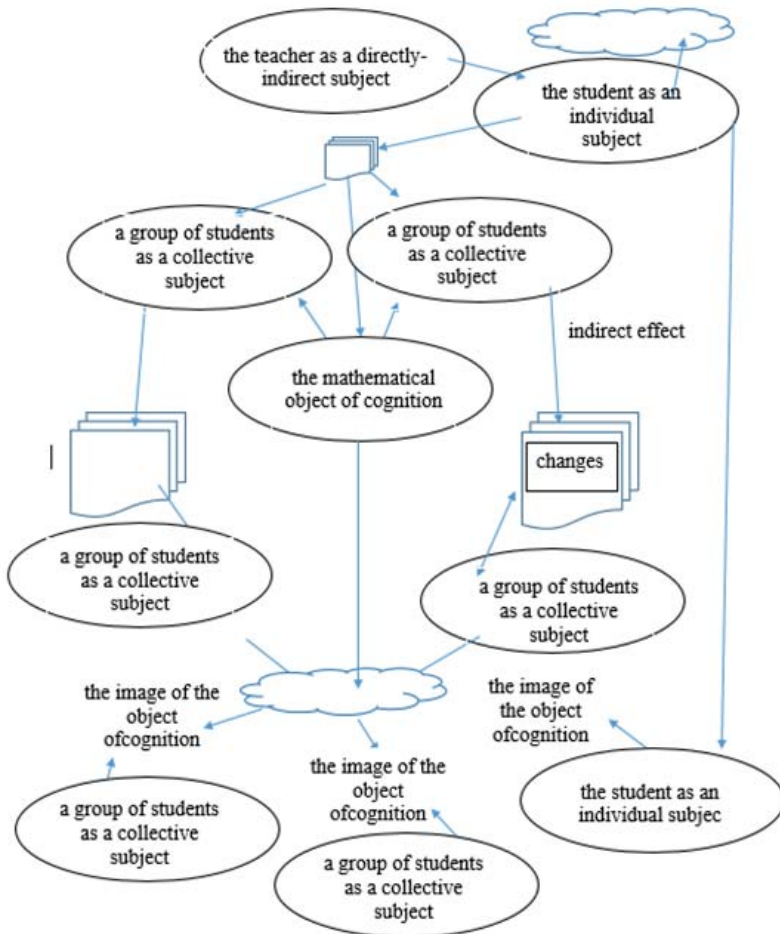 the teacher as a directly-
indirect subject
the student as an
individual
subject
a group of students
as a collective
subject
a group of students
as a collective
subject
indirect effect
the mathematical
object of cognition
changes
a group of students
as a collective
subject
a group of students
as a collective
subject
the image of the
object
ofcognition
the image of
the object
ofcognition
the image of the
object
ofcognition
a group of students
as a collective
subject
the student as an
individual subjec
a group of students
as a collective
subject